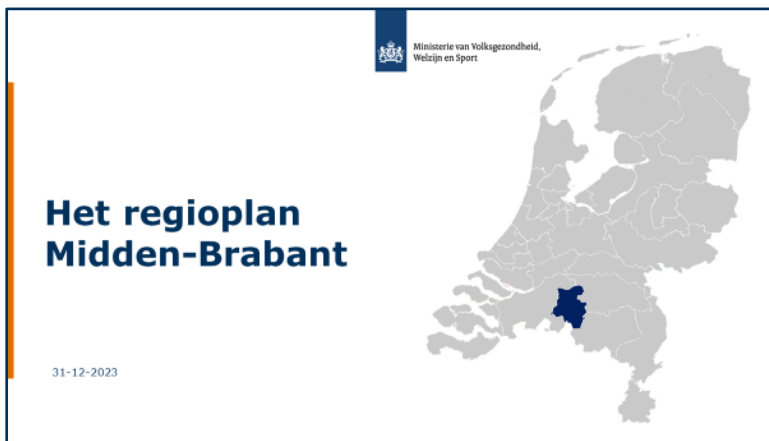 Ministerie van Volksgezondheid,
Welzijn en Sport
Het regioplan
Midden-Brabant
31-12-2023